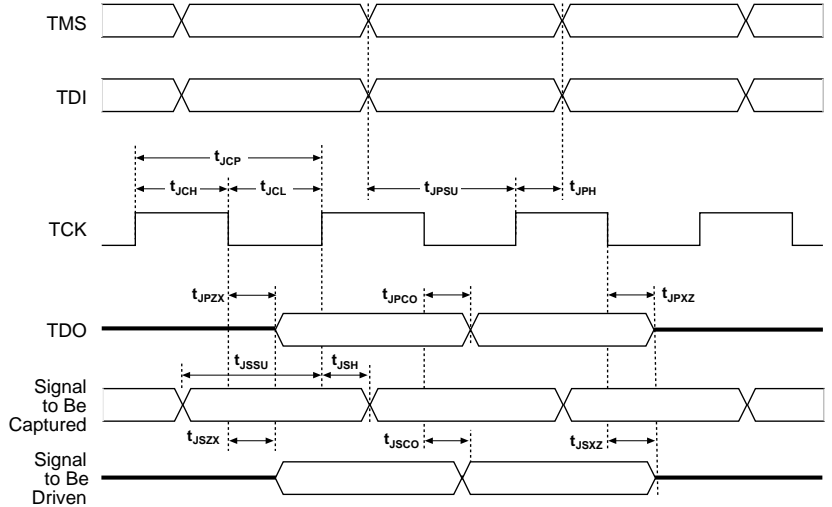 TMS
TDI
tJCP
tJCH tJCL tJPSU tJPH
TCK
tJPZX tJPCO tJPXZ
TDO
tJSSU tJSH
Signal
to Be
Captured
tJSZX tJSCO tJSXZ
Signal
to Be
Driven